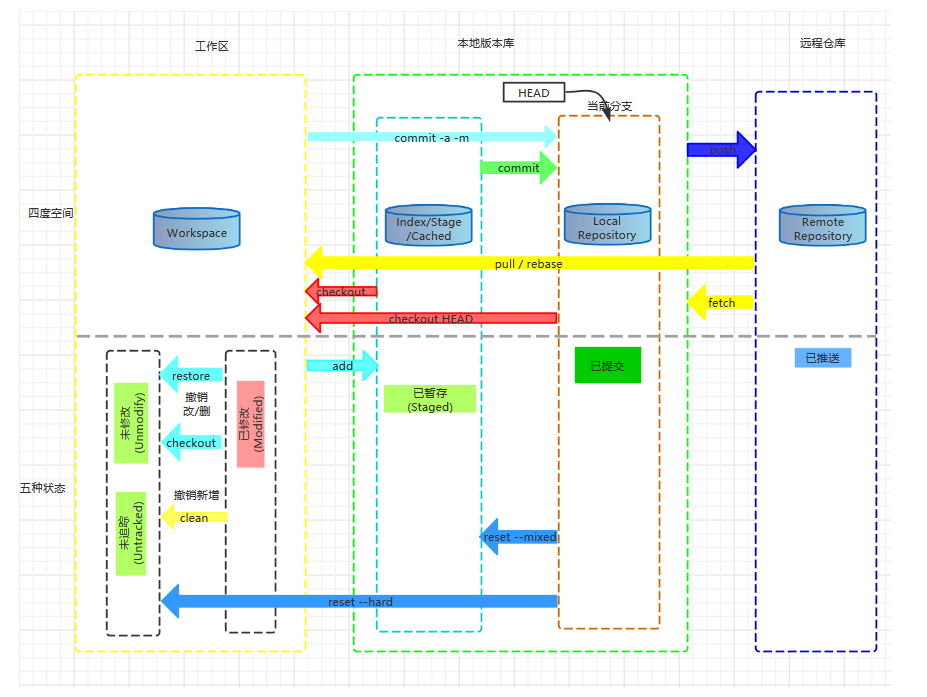 工作区
本地版本库
远程仓库
HEAD
当前分支
commit -a -m
push
commit
四度空间
Workspace
Index/Stage
/Cached
Local
Repository
Remote
Repository
pull / rebase
checkout
fetch
checkout HEAD
restore
add
已暂存
(Staged)
已提交
已推送
撤销
改/删
未修改
(Unmodify)
已修改
(Modified)
checkout
五种状态
撤销新增
clean
未追踪
(Untracked)
reset --mixed
reset --hard